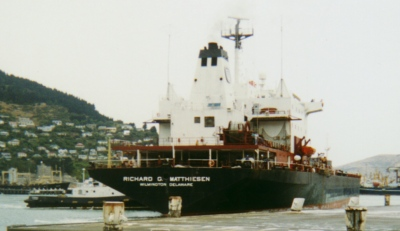 RICHARD G. MATTHIESEN
WILMINGTON, DELAWARE